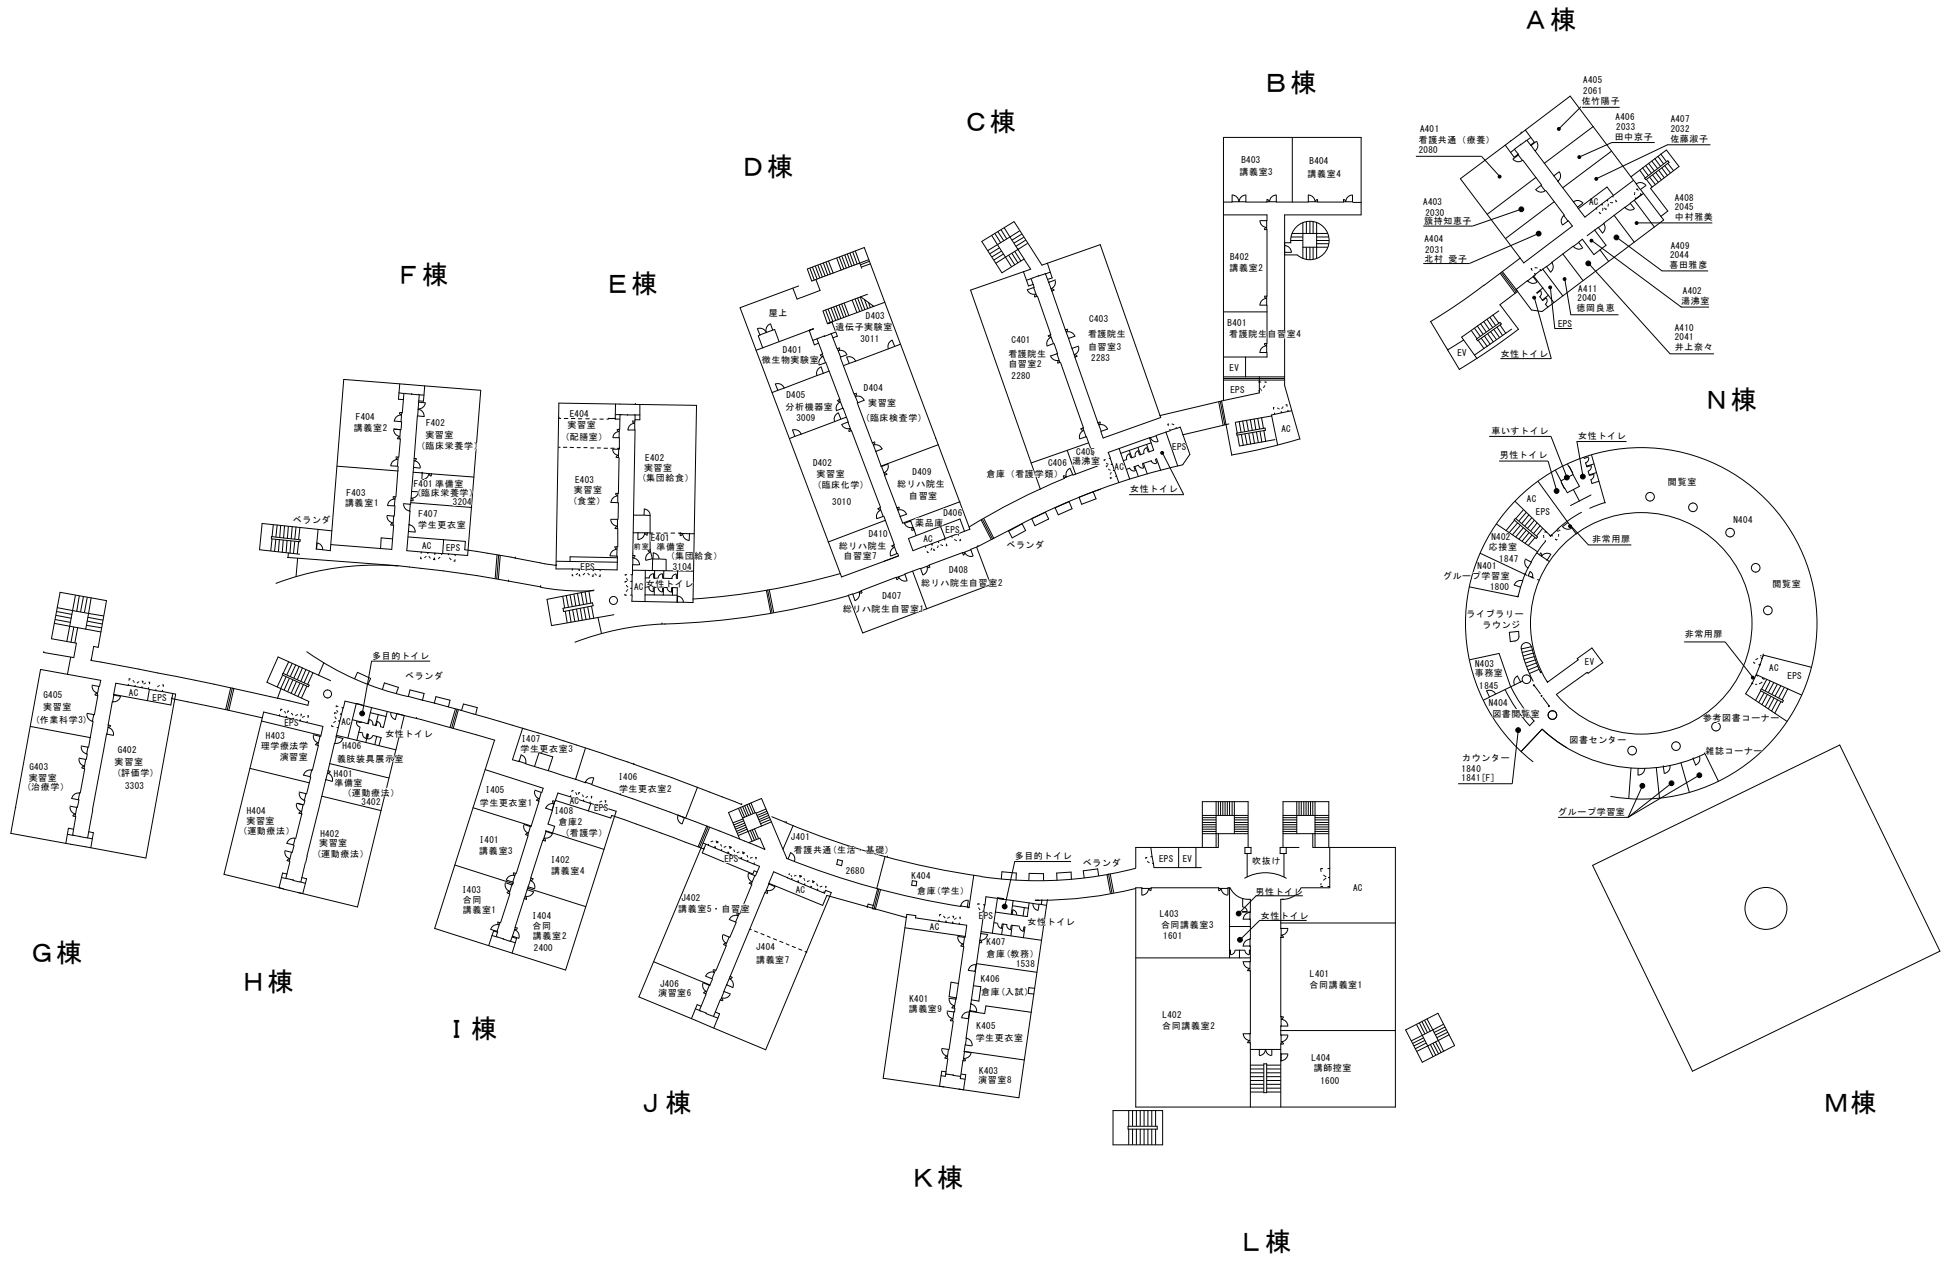 A棟
A405
2061
佐竹陽子
A406
2033
田中京子
A407
2032
佐藤淑子
A401
看護共通（療養）
2080
A403
2030
簇持知恵子
A404
2031
北村 愛子
AC
A408
2045
中村雅美
A409
2044
喜田雅彦
A402
湯沸室
A411
2040
徳岡良恵
EPS
A410
2041
井上奈々
女性トイレ
EV
B棟
B403
講義室3
B404
講義室4
B402
講義室2
B401
看護院生自習室4
EV
EPS
AC
C棟
C401
看護院生
自習室2
2280
C403
看護院生
自習室3
2283
C405
湯沸室
C406
倉庫（看護学類）
AC
EPS
女性トイレ
ベランダ
D棟
屋上
D403
遺伝子実験室
3011
D401
微生物実験室
D405
分析機器室
3009
D404
実習室
(臨床検査学)
D402
実習室
(臨床化学)
3010
D409
総リハ院生
自習室
D406
薬品庫
AC
EPS
D410
総リハ院生
自習室7
D408
総リハ院生自習室2
D407
総リハ院生自習室1
E棟
E404
実習室
(配膳室)
E402
実習室
(集団給食)
E403
実習室
(食堂)
E401
前室
準備室
(集団給食)
3104
EPS
AC
女性トイレ
F棟
F404
講義室2
F402
実習室
(臨床栄養学)
F401 準備室
(臨床栄養学)
3204
F403
講義室1
F407
学生更衣室
AC
EPS
ベランダ
G棟
G405
実習室
(作業科学3)
AC
EPS
G403
実習室
(治療学)
G402
実習室
(評価学)
3303
H棟
多目的トイレ
ベランダ
EPS
AC
女性トイレ
H403
理学療法学
演習室
H406
義肢装具展示室
H401
準備室
(運動療法)
3402
H404
実習室
(運動療法)
H402
実習室
(運動療法)
I棟
I407
学生更衣室3
I406
学生更衣室2
I405
学生更衣室1
AC
EPS
I408
倉庫2
(看護学)
I401
講義室3
I402
講義室4
I403
合同
講義室1
I404
合同
講義室2
2400
J棟
J401
看護共通(生活・基礎)
2680
EPS
AC
J402
講義室5・自習室
J404
講義室7
J406
演習室6
K棟
K404
倉庫(学生)
多目的トイレ
ベランダ
EPS
女性トイレ
AC
K407
倉庫(教務)
1538
K406
倉庫(入試)
K401
講義室9
K405
学生更衣室
K403
演習室8
L棟
EPS
EV
吹抜け
AC
男性トイレ
女性トイレ
L403
合同講義室3
1601
L401
合同講義室1
L402
合同講義室2
L404
講師控室
1600
M棟
N棟
車いすトイレ
女性トイレ
男性トイレ
閲覧室
N404
AC
EPS
非常用扉
N402
応接室
1847
N401
グループ学習室
1800
閲覧室
ライブラリー
ラウンジ
非常用扉
EV
AC
EPS
N403
事務室
1845
N404
図書閲覧室
参考図書コーナー
図書センター
雑誌コーナー
カウンター
1840
1841[F]
グループ学習室